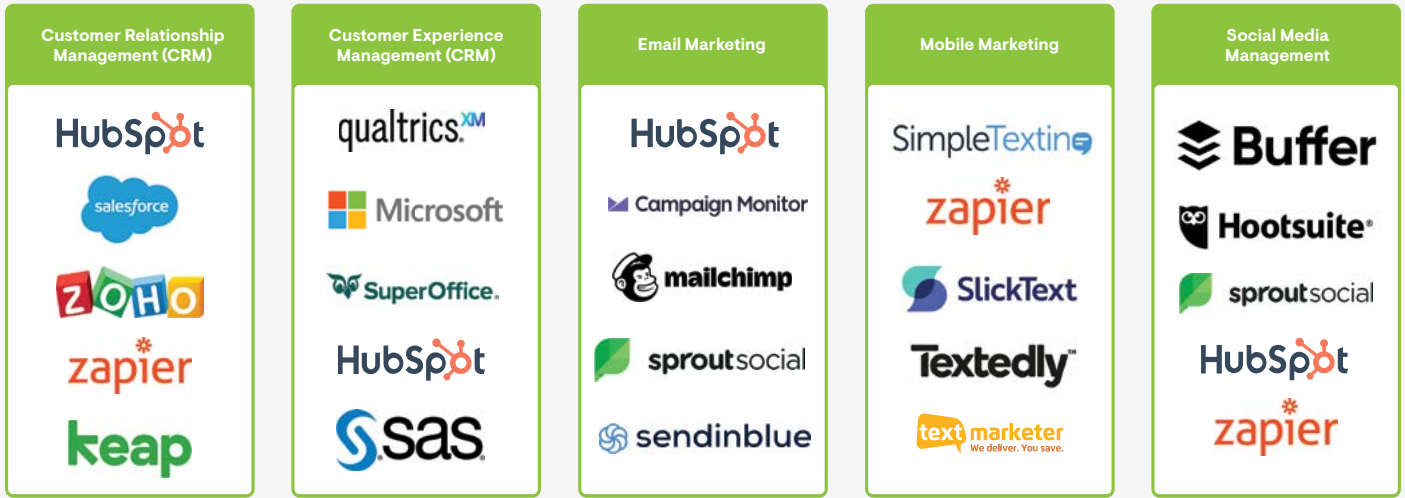 Customer Relationship
Management (CRM)
HubSpot
salesforce
ZOHO
zapier
keap
Customer Experience
Management (CRM)
qualtrics.XM
Microsoft
SuperOffice.
HubSpot
sas
Email Marketing
HubSpot
Campaign Monitor
mailchimp
sproutsocial
sendinblue
Mobile Marketing
SimpleTexting
zapier
SlickText
Textedly™
text marketer
We deliver. You save.
Social Media
Management
Buffer
Hootsuite®
sproutsocial
HubSpot
zapier